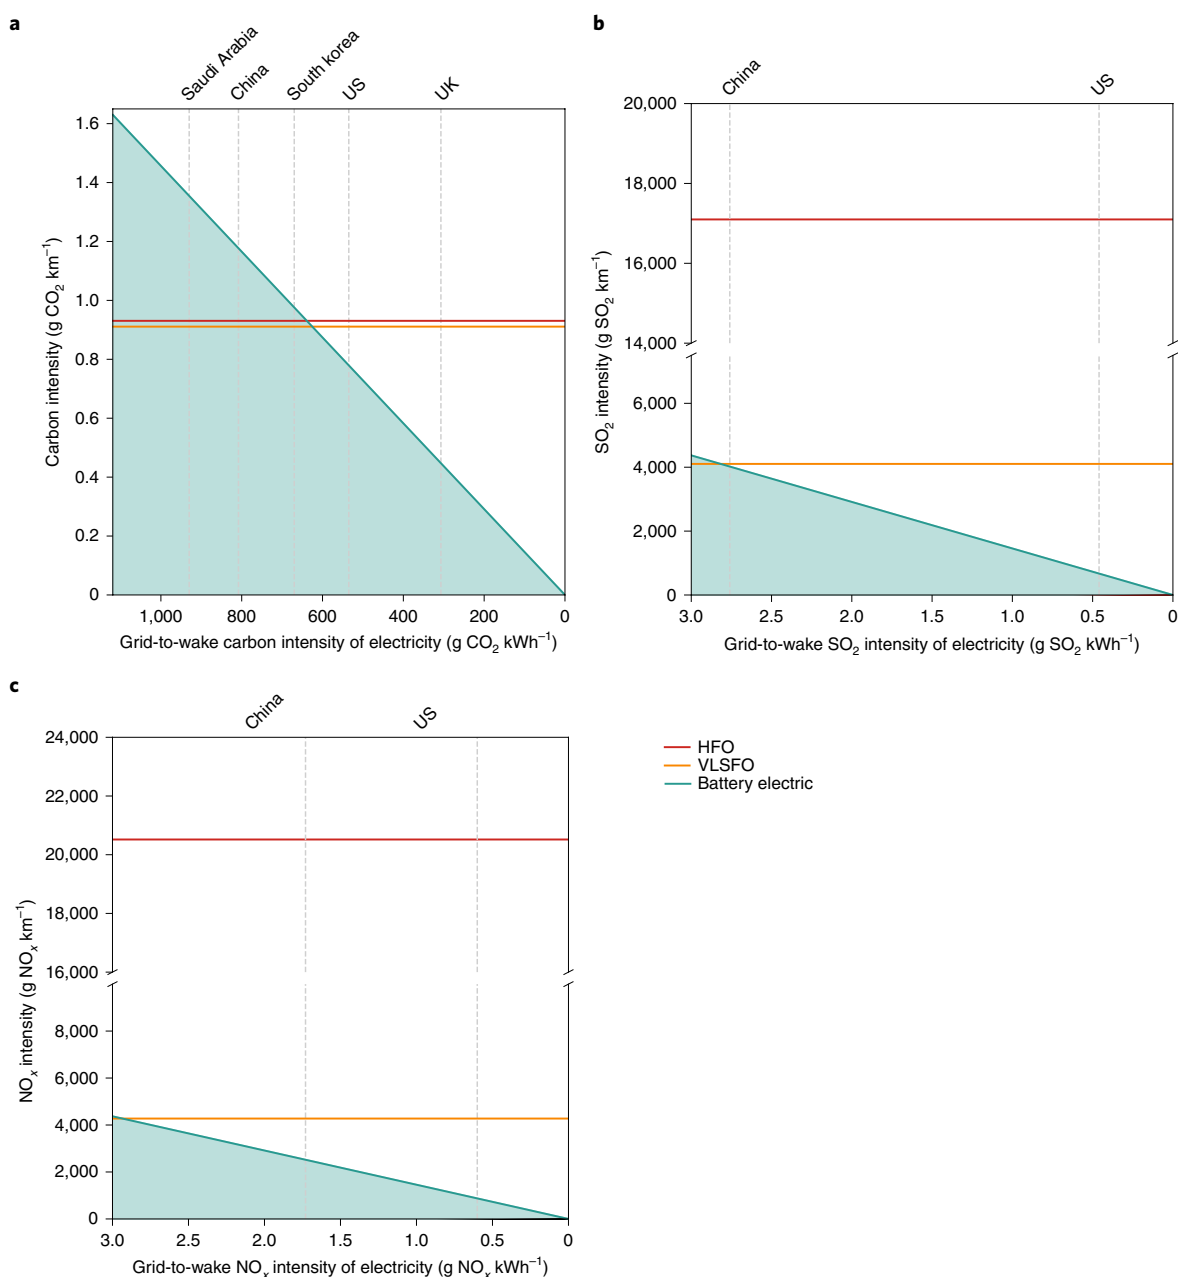 a
Saudi Arabia
China
South korea
US
UK
1.6
1.4
1.2
1.0
0.8
0.6
0.4
0.2
0
Carbon intensity (g CO₂ km⁻¹)
1,000 800 600 400 200 0
Grid-to-wake carbon intensity of electricity (g CO₂ kWh⁻¹)
b
China
US
20,000
18,000
16,000
14,000
6,000
4,000
2,000
0
SO₂ intensity (g SO₂ km⁻¹)
3.0 2.5 2.0 1.5 1.0 0.5 0
Grid-to-wake SO₂ intensity of electricity (g SO₂ kWh⁻¹)
c
China
US
24,000
22,000
20,000
18,000
16,000
8,000
6,000
4,000
2,000
0
NOₓ intensity (g NOₓ km⁻¹)
3.0 2.5 2.0 1.5 1.0 0.5 0
Grid-to-wake NOₓ intensity of electricity (g NOₓ kWh⁻¹)
HFO
VLSFO
Battery electric